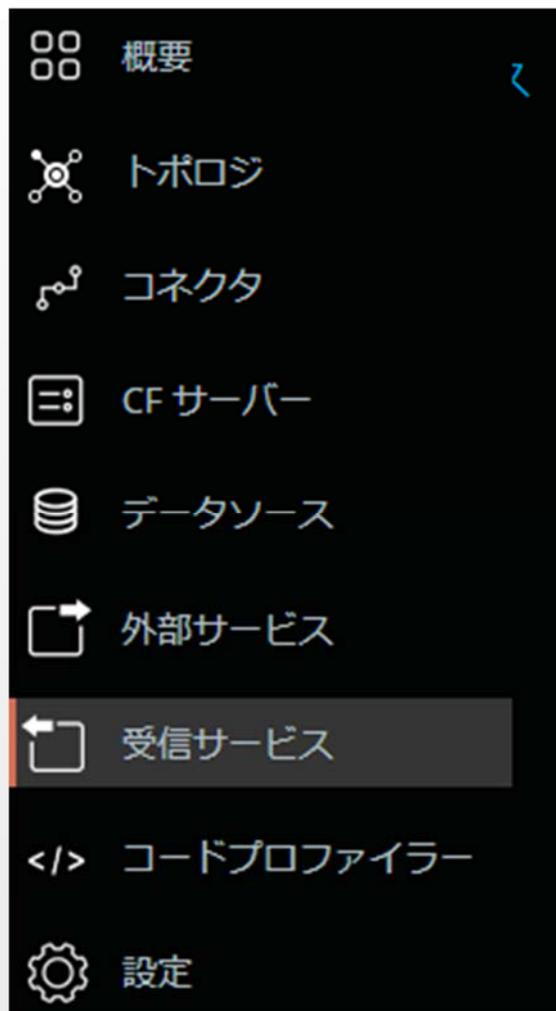 概要
トポロジ
コネクタ
CF サーバー
データソース
外部サービス
受信サービス
</> コードプロファイラー
設定